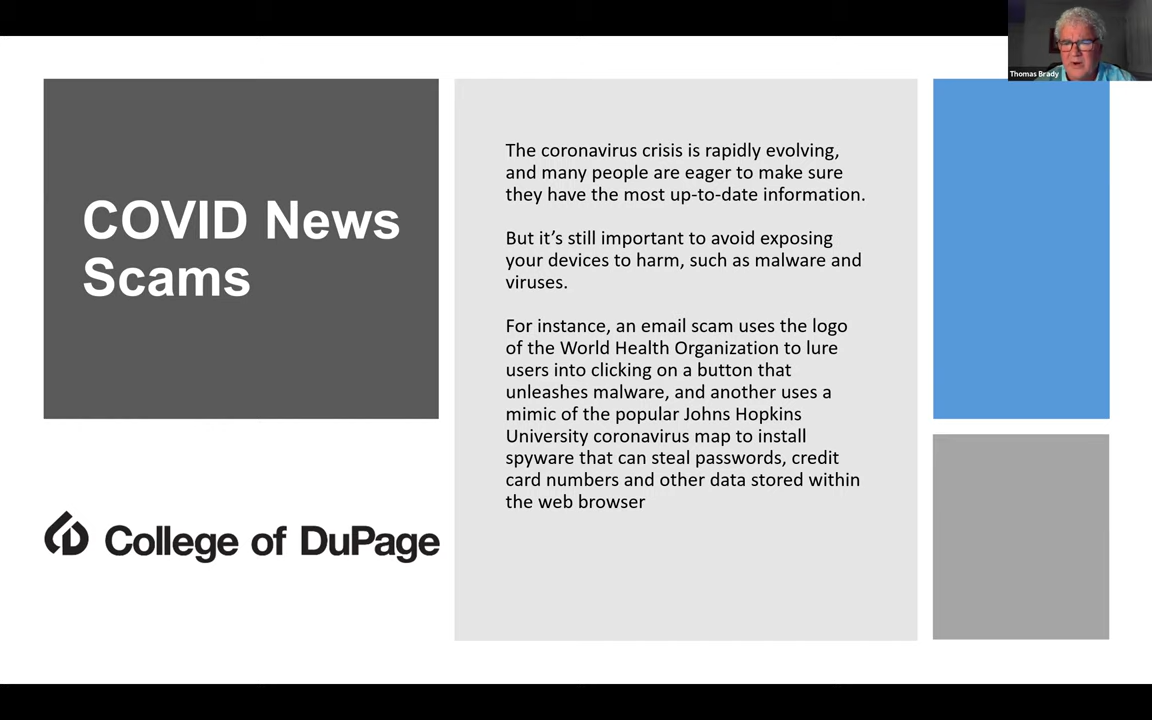 Thomas Brady
COVID News
Scams
The coronavirus crisis is rapidly evolving,
and many people are eager to make sure
they have the most up-to-date information.
But it’s still important to avoid exposing
your devices to harm, such as malware and
viruses.
For instance, an email scam uses the logo
of the World Health Organization to lure
users into clicking on a button that
unleashes malware, and another uses a
mimic of the popular Johns Hopkins
University coronavirus map to install
spyware that can steal passwords, credit
card numbers and other data stored within
the web browser
College of DuPage